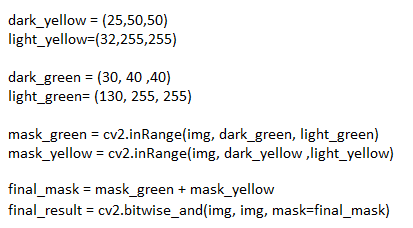 dark_yellow = (25,50,50)
light_yellow=(32,255,255)
dark_green = (30, 40 ,40)
light_green= (130, 255, 255)
mask_green = cv2.inRange(img, dark_green, light_green)
mask_yellow = cv2.inRange(img, dark_yellow ,light_yellow)
final_mask = mask_green + mask_yellow
final_result = cv2.bitwise_and(img, img, mask=final_mask)